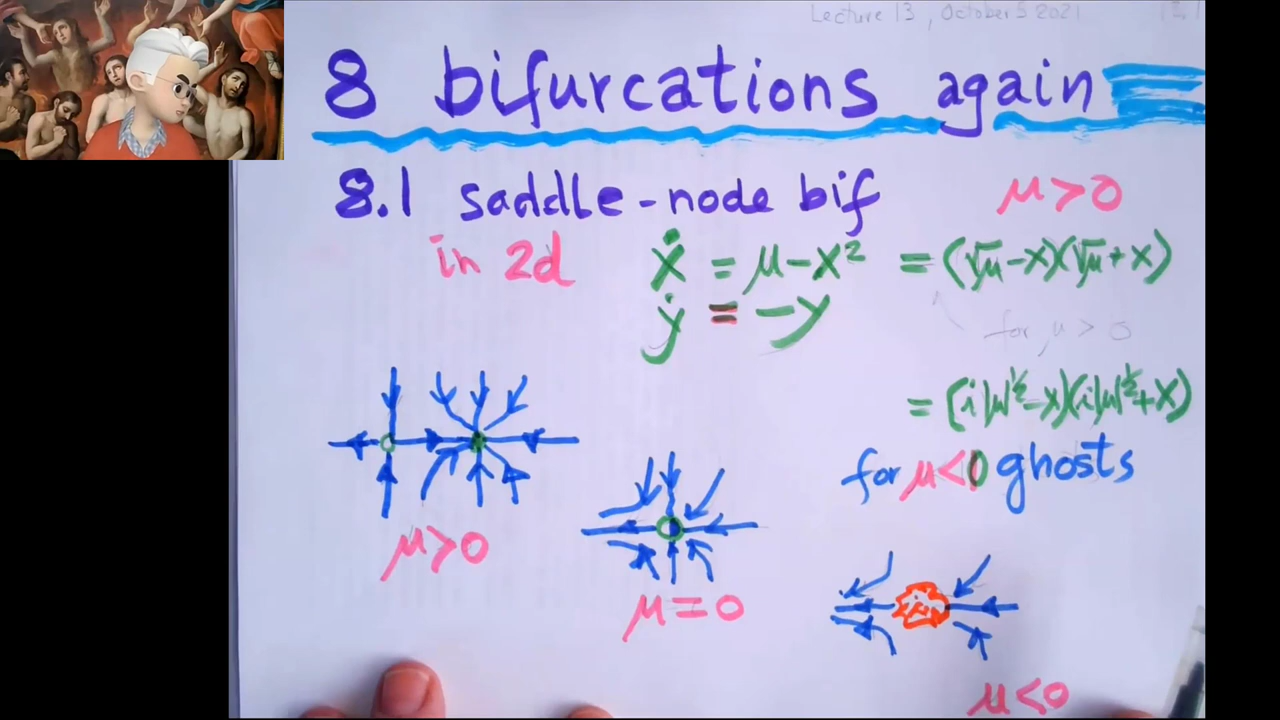 Lecture 13, October 5 2021
8 bifurcations again
8.1 saddle-node bif
μ>0
in 2d
ẋ = μ-x² = (√μ-x)(√μ+x)
ẏ = -y
for μ > 0
= (i|μ|^½-x)(i|μ|^½+x)
for μ<0 ghosts
μ>0
μ=0
μ<0